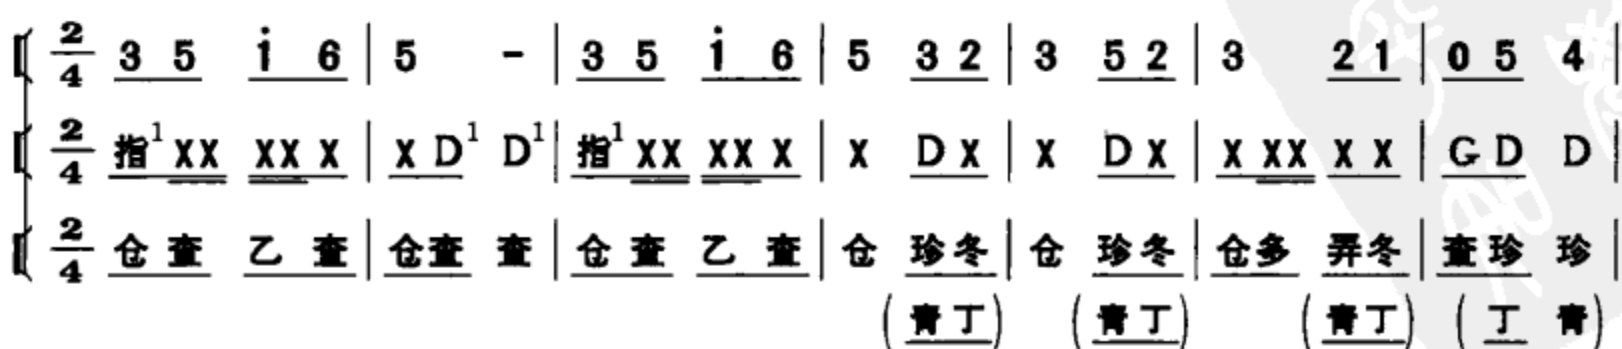 2/4 3 5 i̇ 6 | 5 - | 3 5 i̇ 6 | 5 3 2 | 3 5 2 | 3 2 1 | 0 5 4 |
2/4 指¹ X X X X X | X D¹ D¹ | 指¹ X X X X X | X D X | X D X | X X X X X | G D D |
2/4 仓 查 乙 查 | 仓 查 查 | 仓 查 乙 查 | 仓 珍 冬 | 仓 珍 冬 | 仓 多 弄 冬 | 查 珍 珍 |
(青 丁) (青 丁) (青 丁) (丁 青)